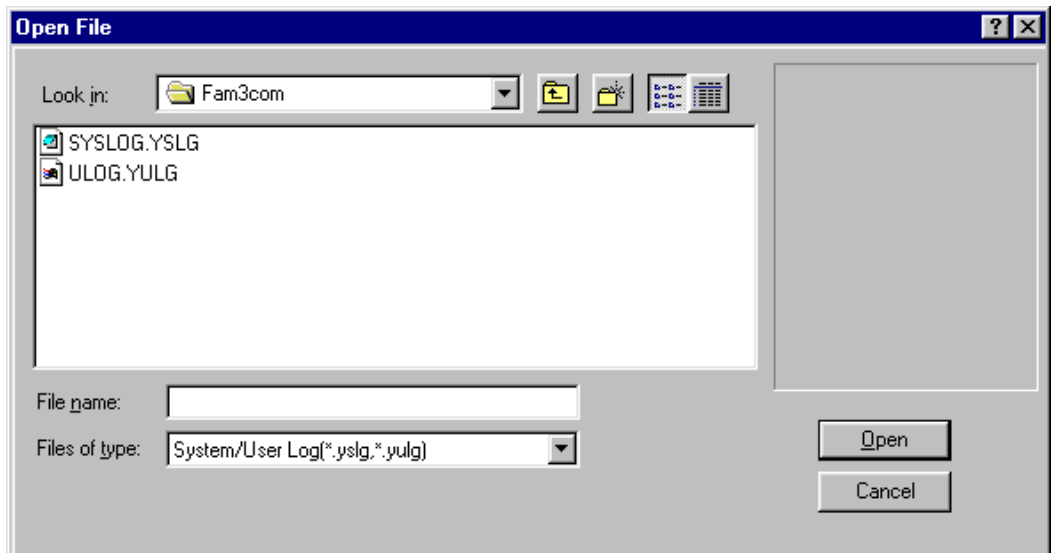 Open File
Look in: Fam3com
SYSLOG.YSLG
ULOG.YULG
File name:
Files of type: System/User Log(*.yslg,*.yulg)
Open
Cancel